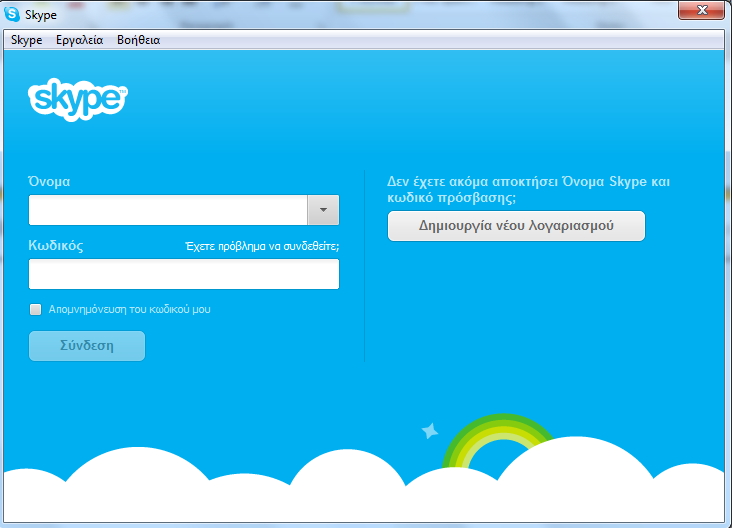 Skype
Skype Εργαλεία Βοήθεια
skype™
Όνομα
Κωδικός
Έχετε πρόβλημα να συνδεθείτε;
Απομνημόνευση του κωδικού μου
Σύνδεση
Δεν έχετε ακόμα αποκτήσει Όνομα Skype και
κωδικό πρόσβασης;
Δημιουργία νέου λογαριασμού